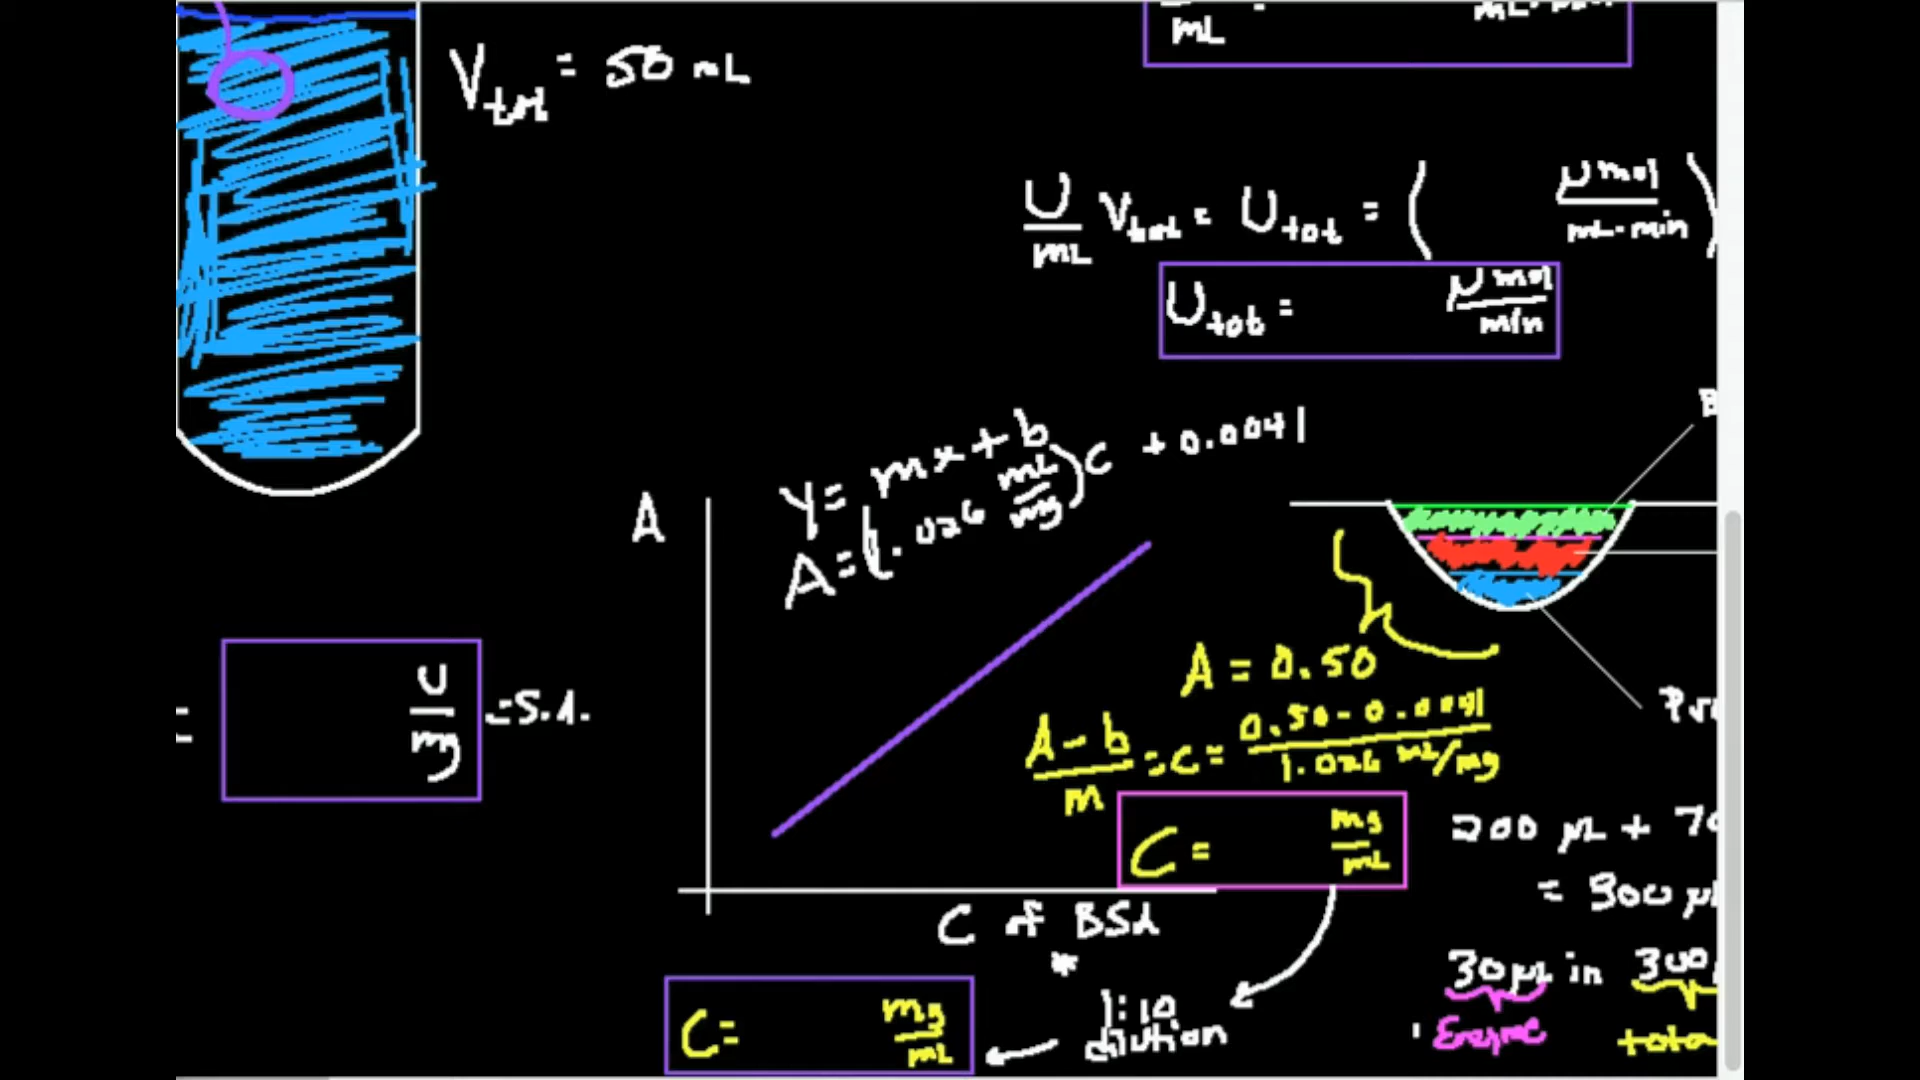 mL
V_tot = 50 mL
U/mL V_tot = U_tot = ( μmol/mL·min )
U_tot = μmol/min
Y = mx + b
A = (1.026 mL/mg) C + 0.0041
A
A = 0.50
U/mg = S.A.
A - b / m = C = 0.50 - 0.0041 / 1.026 mL/mg
C = mg/mL
200 μL + 70
= 900 μL
C of BSA
*
30 μL in 300
1:10
dilution
Enzyme
tota
C = mg/mL